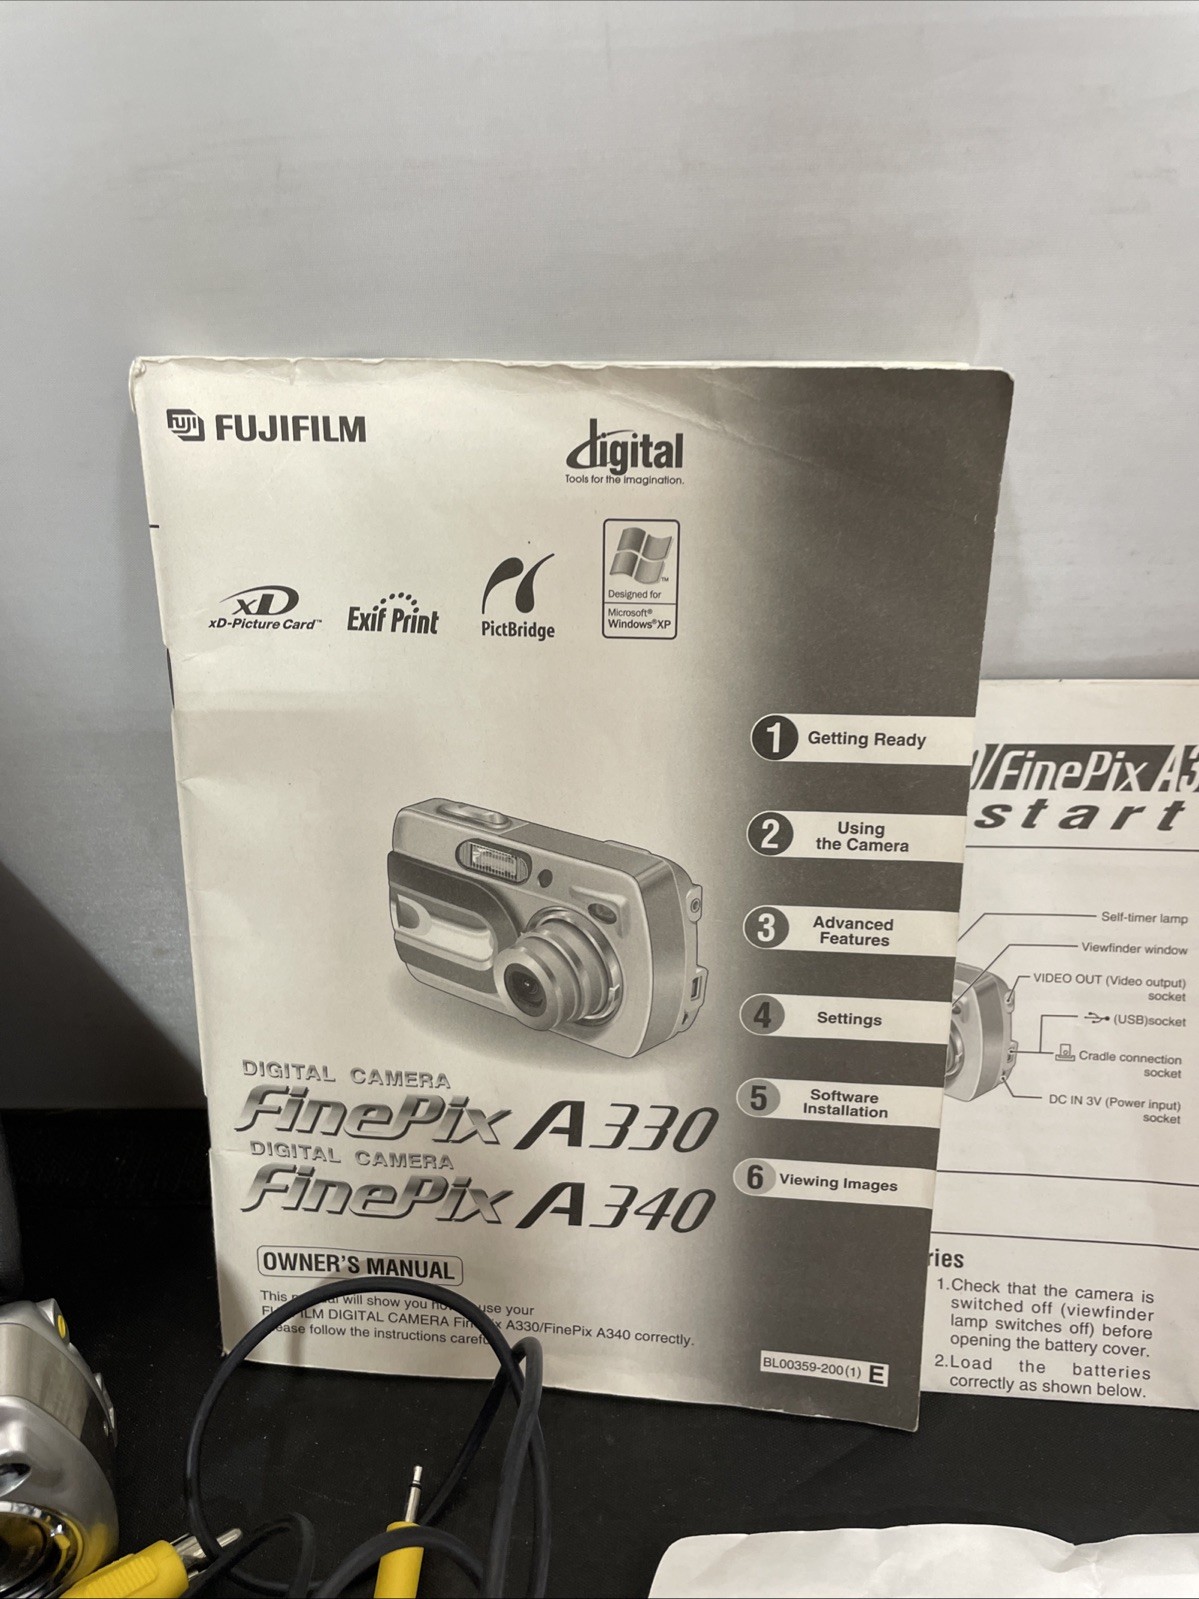 FUJIFILM
digital
Tools for the imagination.
xD
xD-Picture Card™
Exif Print
PictBridge
TM
Designed for
Microsoft®
Windows®XP
1 Getting Ready
2 Using
the Camera
3 Advanced
Features
4 Settings
5 Software
Installation
6 Viewing Images
DIGITAL CAMERA
FinePix A330
DIGITAL CAMERA
FinePix A340
OWNER'S MANUAL
This will show you use your
DIGITAL CAMERA A330/FinePix A340 correctly.
follow the instructions
BL00359-200(1) E
/FinePix A3
start
Self-timer lamp
Viewfinder window
VIDEO OUT (Video output)
socket
(USB)socket
Cradle connection
socket
DC IN 3V (Power input)
socket
ries
1.Check that the camera is
switched off (viewfinder
lamp switches off) before
opening the battery cover.
2.Load the batteries
correctly as shown below.